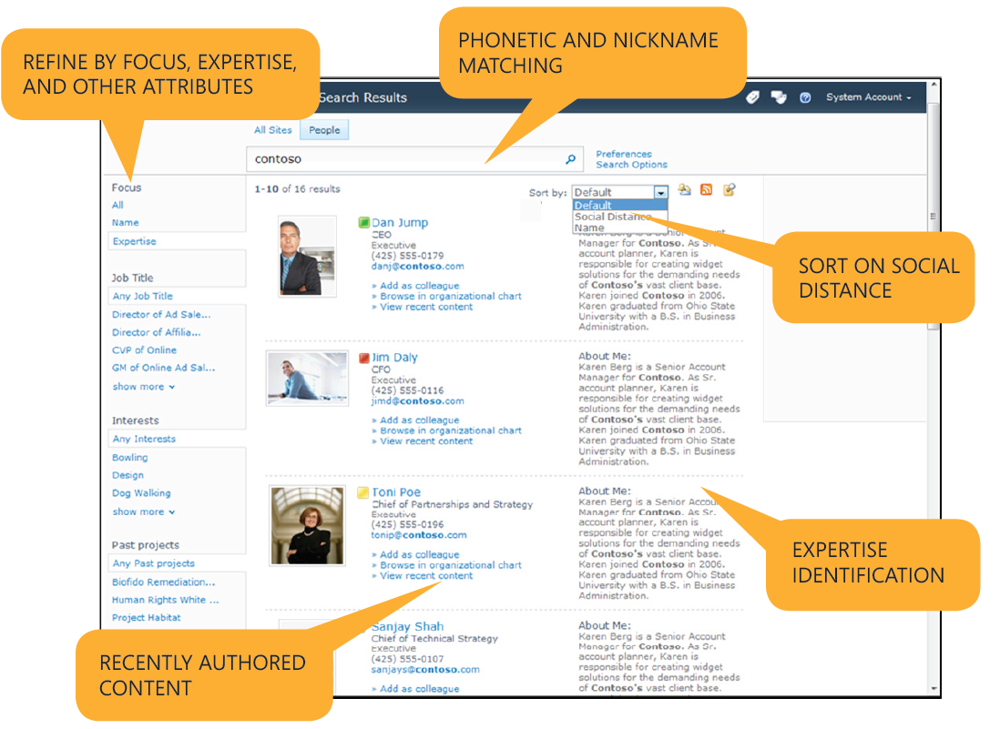 REFINE BY FOCUS, EXPERTISE,
AND OTHER ATTRIBUTES
PHONETIC AND NICKNAME
MATCHING
Search Results
System Account
All Sites
People
contoso
Preferences
Search Options
Focus
All
Name
Expertise
Job Title
Any Job Title
Director of Ad Sale...
Director of Affilia...
CVP of Online
GM of Online Ad Sal...
show more
Interests
Any Interests
Bowling
Design
Dog Walking
show more
Past projects
Any Past projects
Biofido Remediation...
Human Rights White ...
Project Habitat
1-10 of 16 results
Sort by: Default
Default
Social Distance
Name
SORT ON SOCIAL
DISTANCE
Dan Jump
CEO
Executive
(425) 555-0179
danj@contoso.com
» Add as colleague
» Browse in organizational chart
» View recent content
Karen Berg is a Senior Account
Manager for Contoso. As Sr.
account planner, Karen is
responsible for creating widget
solutions for the demanding needs
of Contoso's vast client base.
Karen joined Contoso in 2006.
Karen graduated from Ohio State
University with a B.S. in Business
Administration.
Jim Daly
CFO
Executive
(425) 555-0116
jimd@contoso.com
» Add as colleague
» Browse in organizational chart
» View recent content
About Me:
Karen Berg is a Senior Account
Manager for Contoso. As Sr.
account planner, Karen is
responsible for creating widget
solutions for the demanding needs
of Contoso's vast client base.
Karen joined Contoso in 2006.
Karen graduated from Ohio State
University with a B.S. in Business
Administration.
Toni Poe
Chief of Partnerships and Strategy
Executive
(425) 555-0196
tonip@contoso.com
» Add as colleague
» Browse in organizational chart
» View recent content
About Me:
Karen Berg is a Senior Account
Manager for Contoso. As Sr.
account planner, Karen is
responsible for creating widget
solutions for the demanding needs
of Contoso's vast client base.
Karen joined Contoso in 2006.
Karen graduated from Ohio State
University with a B.S. in Business
Administration.
EXPERTISE
IDENTIFICATION
RECENTLY AUTHORED
CONTENT
Sanjay Shah
Chief of Technical Strategy
Executive
(425) 555-0107
sanjays@contoso.com
» Add as colleague
About Me:
Karen Berg is a Senior Account
Manager for Contoso. As Sr.
account planner, Karen is
responsible for creating widget
solutions for the demanding needs
of Contoso's vast client base.